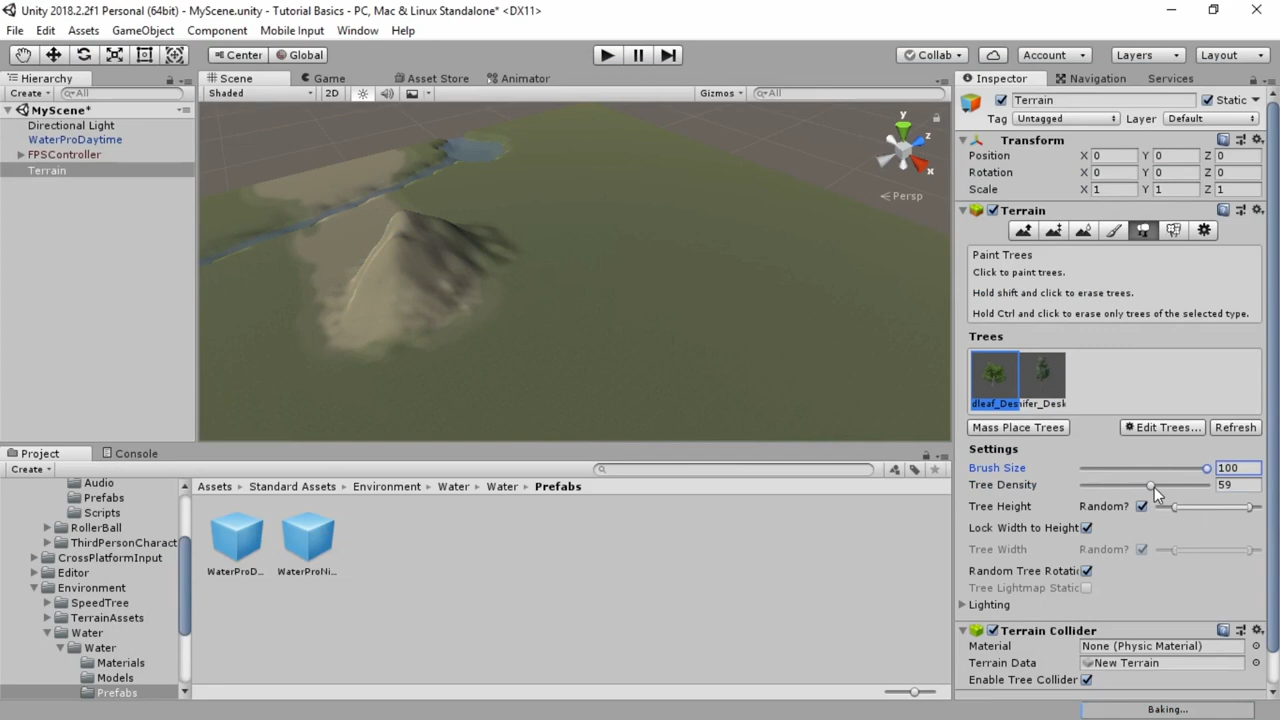 Unity 2018.2.2f1 Personal (64bit) - MyScene.unity - Tutorial Basics - PC, Mac & Linux Standalone* <DX11>
File Edit Assets GameObject Component Mobile Input Window Help
Center Global Collab Account Layers Layout
Hierarchy
Create All
MyScene*
Directional Light
WaterProDaytime
FPSController
Terrain
Scene Game Asset Store Animator
Shaded 2D Gizmos All
y
z
x
Persp
Project Console
Create
Audio
Prefabs
Scripts
RollerBall
ThirdPersonCharact
CrossPlatformInput
Editor
Environment
SpeedTree
TerrainAssets
Water
Water
Materials
Models
Prefabs
Assets Standard Assets Environment Water Water Prefabs
WaterProD... WaterProNi...
Inspector Navigation Services
Terrain Static
Tag Untagged Layer Default
Transform
Position X 0 Y 0 Z 0
Rotation X 0 Y 0 Z 0
Scale X 1 Y 1 Z 1
Terrain
Paint Trees
Click to paint trees.
Hold shift and click to erase trees.
Hold Ctrl and click to erase only trees of the selected type.
Trees
dleaf_Des nifer_Desk
Mass Place Trees Edit Trees... Refresh
Settings
Brush Size 100
Tree Density 59
Tree Height Random?
Lock Width to Height
Tree Width Random?
Random Tree Rotatic
Tree Lightmap Static
Lighting
Terrain Collider
Material None (Physic Material)
Terrain Data New Terrain
Enable Tree Collider
Baking...